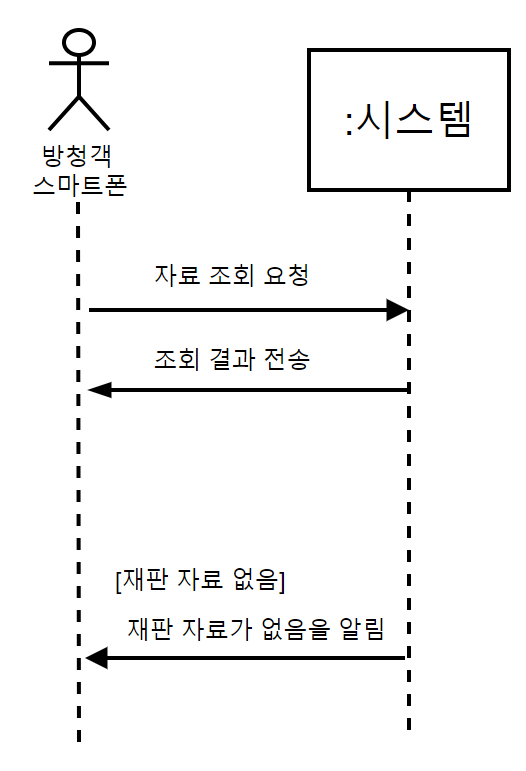 방청객
스마트폰
:시스템
자료 조회 요청
조회 결과 전송
[재판 자료 없음]
재판 자료가 없음을 알림